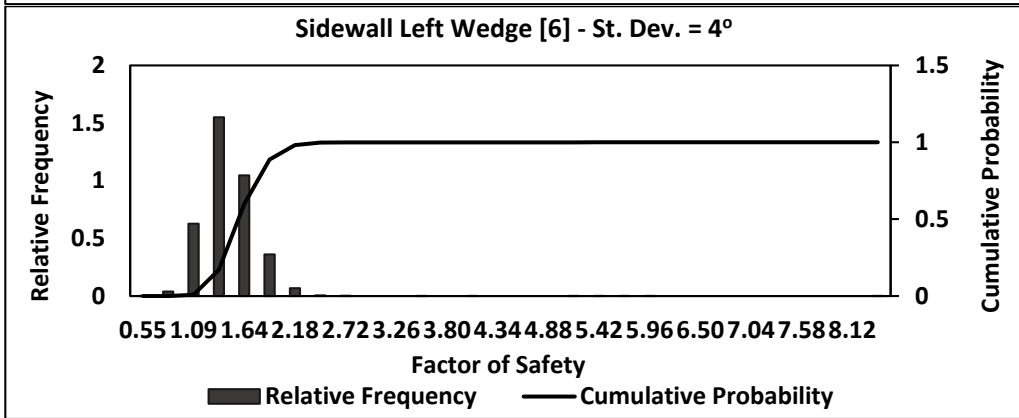 Sidewall Left Wedge [6] - St. Dev. = 4º
2
1.5
1
0.5
0
Relative Frequency
1.5
1
0.5
0
Cumulative Probability
0.55 1.09 1.64 2.18 2.72 3.26 3.80 4.34 4.88 5.42 5.96 6.50 7.04 7.58 8.12
Factor of Safety
Relative Frequency Cumulative Probability